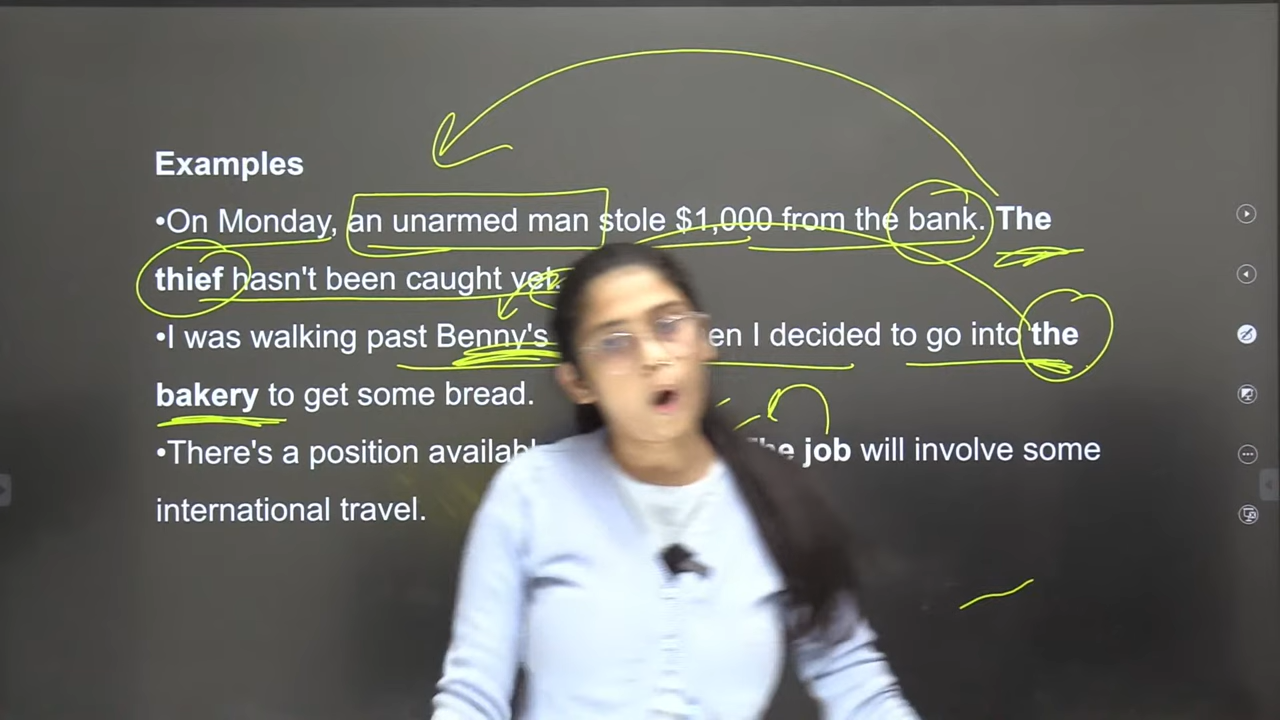 Examples
•On Monday, an unarmed man stole $1,000 from the bank. The
thief hasn't been caught yet.
•I was walking past Benny's en I decided to go into the
bakery to get some bread.
•There's a position availab he job will involve some
international travel.